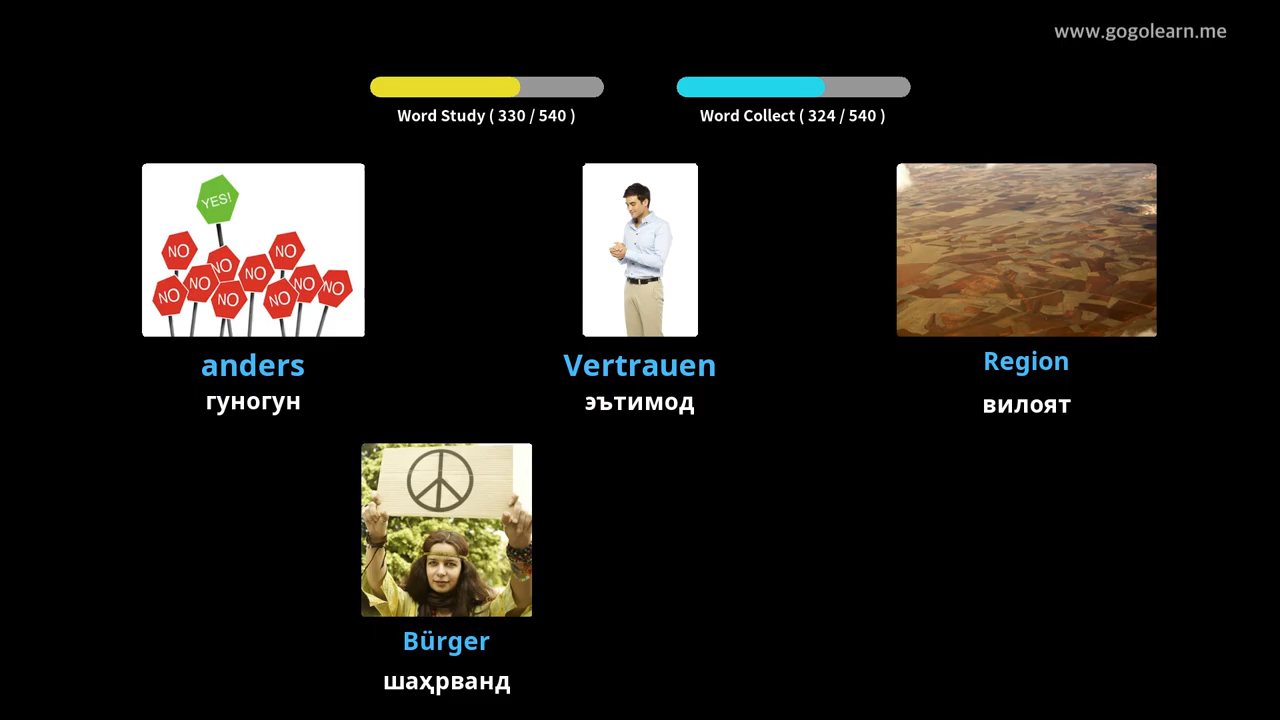 www.gogolearn.me
Word Study ( 330 / 540 )
Word Collect ( 324 / 540 )
YES!
NO
NO
NO
NO
NO
NO
NO
NO
NO
NO
anders
гуногун
Vertrauen
эътимод
Region
вилоят
Bürger
шаҳрванд